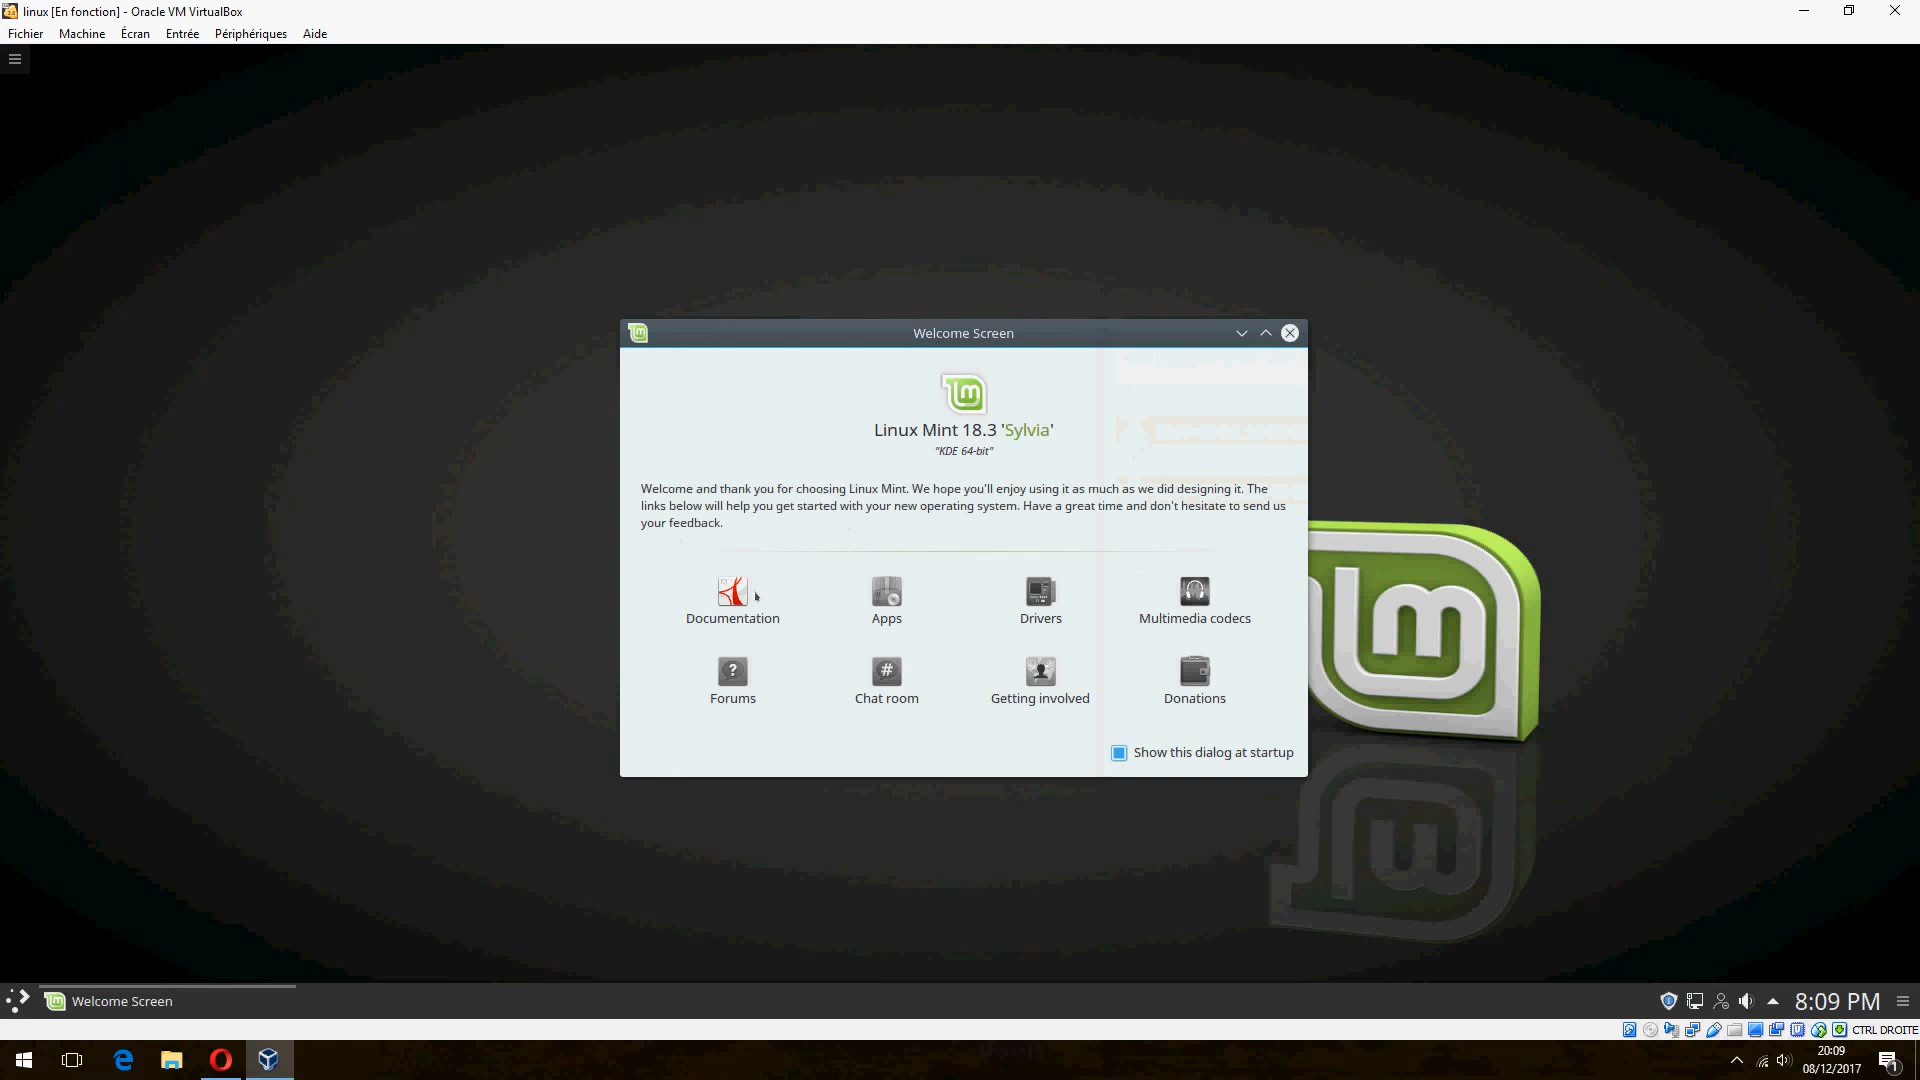 linux [En fonction] - Oracle VM VirtualBox
Fichier Machine Écran Entrée Périphériques Aide
Welcome Screen
Linux Mint 18.3 'Sylvia'
"KDE 64-bit"
Welcome and thank you for choosing Linux Mint. We hope you'll enjoy using it as much as we did designing it. The
links below will help you get started with your new operating system. Have a great time and don't hesitate to send us
your feedback.
Documentation Apps Drivers Multimedia codecs
Forums Chat room Getting involved Donations
Show this dialog at startup
Welcome Screen 8:09 PM
CTRL DROITE
20:09
08/12/2017
1